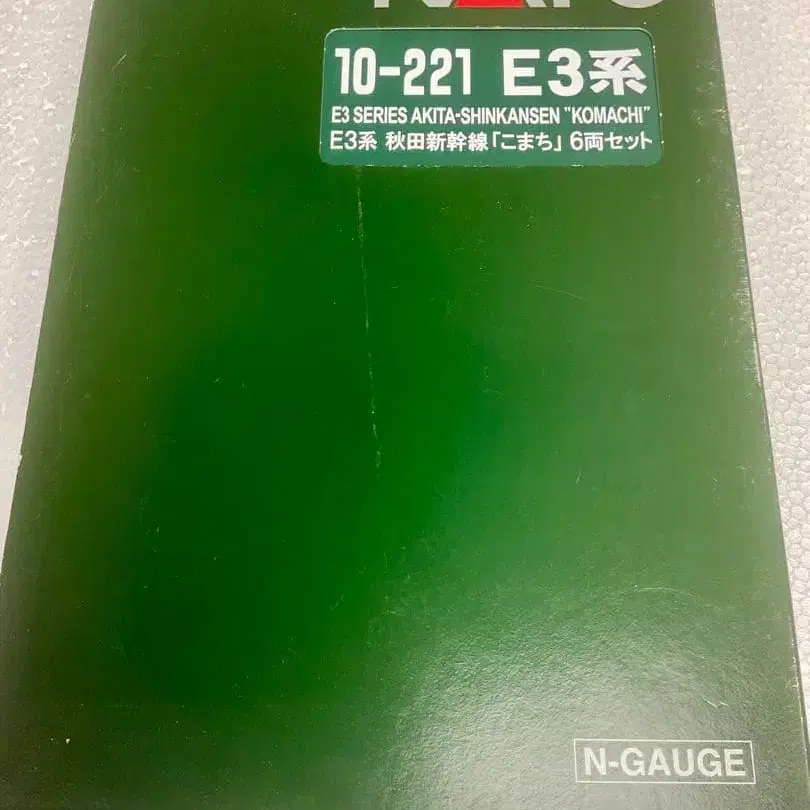 KATO
10-221 E3系
E3 SERIES AKITA-SHINKANSEN "KOMACHI"
E3系 秋田新幹線「こまち」 6両セット
N-GAUGE